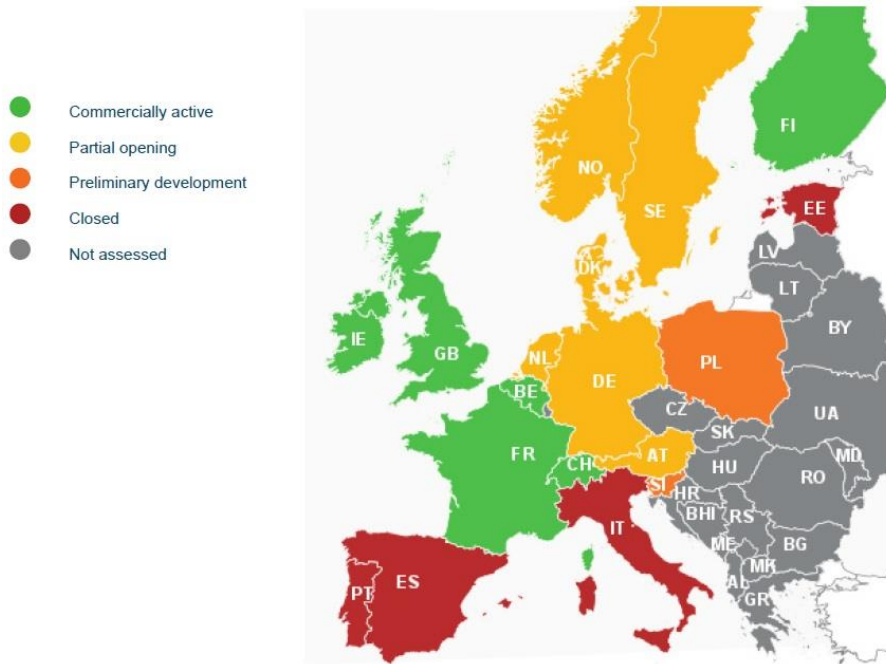 Commercially active
Partial opening
Preliminary development
Closed
Not assessed
FI
NO
SE
EE
LV
DK
LT
BY
IE
GB
NL
DE
PL
BE
CZ
UA
SK
FR
CH
AT
HU
MD
RO
SI
HR
IT
BHI
RS
ME
BG
MK
AL
GR
PT
ES